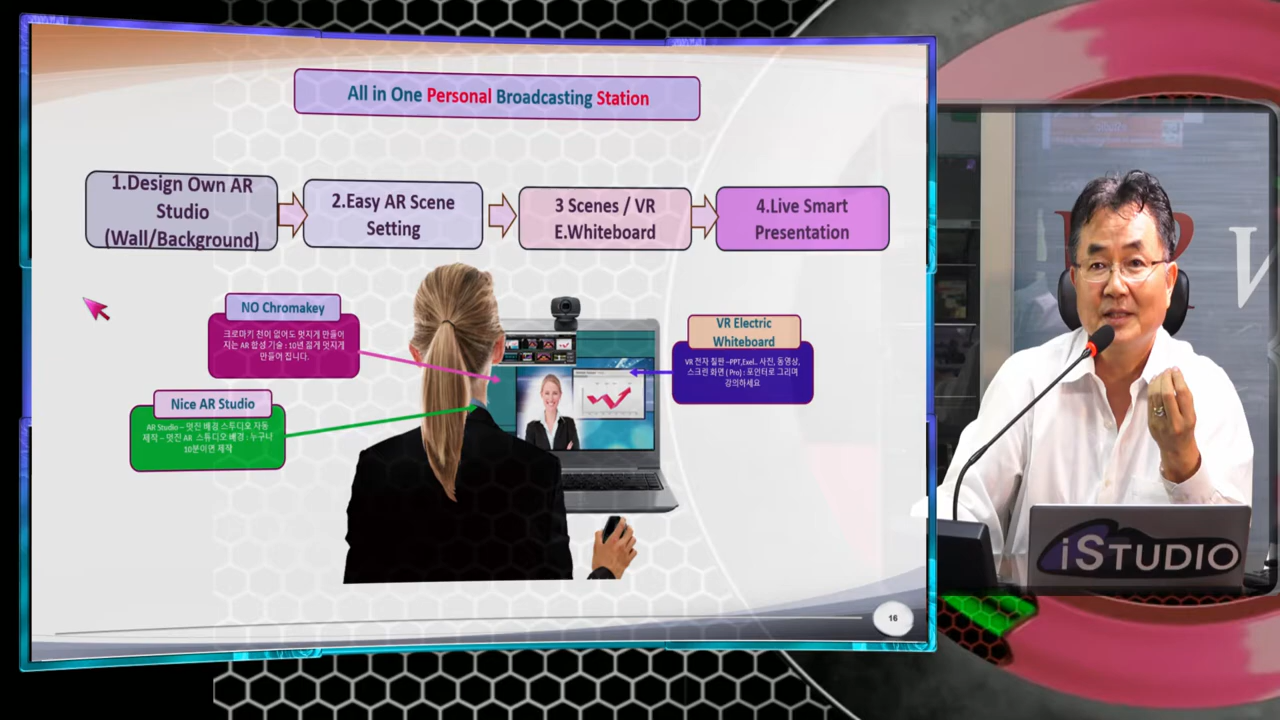 All in One Personal Broadcasting Station
1.Design Own AR
Studio
(Wall/Background)
2.Easy AR Scene
Setting
3 Scenes / VR
E.Whiteboard
4.Live Smart
Presentation
NO Chromakey
크로마키 천이 없어도 멋지게 만들어
지는 AR 합성 기술 : 10년 젊게 멋지게
만들어 집니다.
Nice AR Studio
AR Studio – 멋진 배경 스투디오 자동
제작 – 멋진 AR 스튜디오 배경 : 누구나
10분이면 제작
VR Electric
Whiteboard
VR 전자 칠판 –PPT,Exel.. 사진, 동영상,
스크린 화면 ( Pro) : 포인터로 그리며
강의하세요
16
iSTUDIO